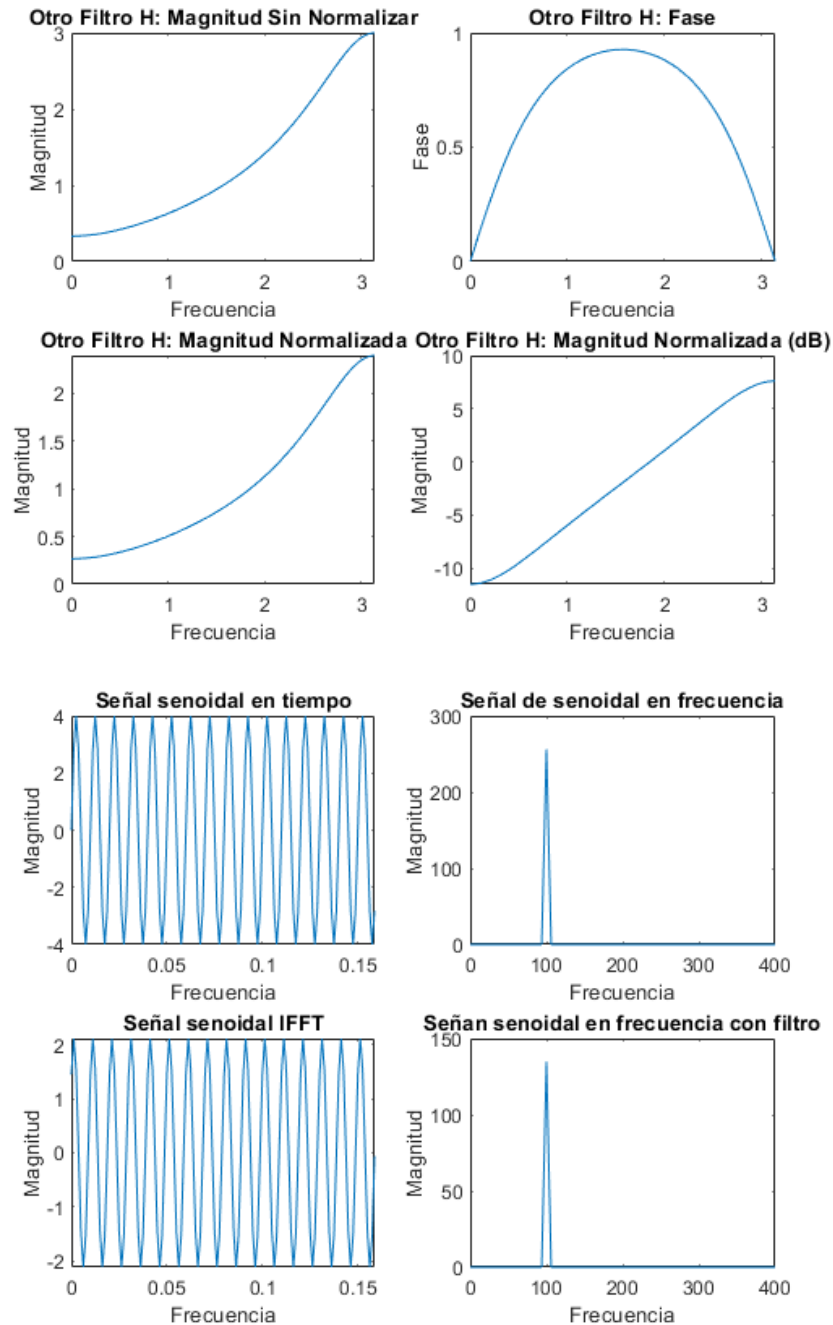 Otro Filtro H: Magnitud Sin Normalizar
Magnitud
3
2
1
0
0 1 2 3
Frecuencia
Otro Filtro H: Fase
Fase
1
0.5
0
0 1 2 3
Frecuencia
Otro Filtro H: Magnitud Normalizada
Magnitud
2
1.5
1
0.5
0
0 1 2 3
Frecuencia
Otro Filtro H: Magnitud Normalizada (dB)
Magnitud
10
5
0
-5
-10
0 1 2 3
Frecuencia
Señal senoidal en tiempo
Magnitud
4
2
0
-2
-4
0 0.05 0.1 0.15
Frecuencia
Señal de senoidal en frecuencia
Magnitud
300
200
100
0
0 100 200 300 400
Frecuencia
Señal senoidal IFFT
Magnitud
2
1
0
-1
-2
0 0.05 0.1 0.15
Frecuencia
Señan senoidal en frecuencia con filtro
Magnitud
150
100
50
0
0 100 200 300 400
Frecuencia